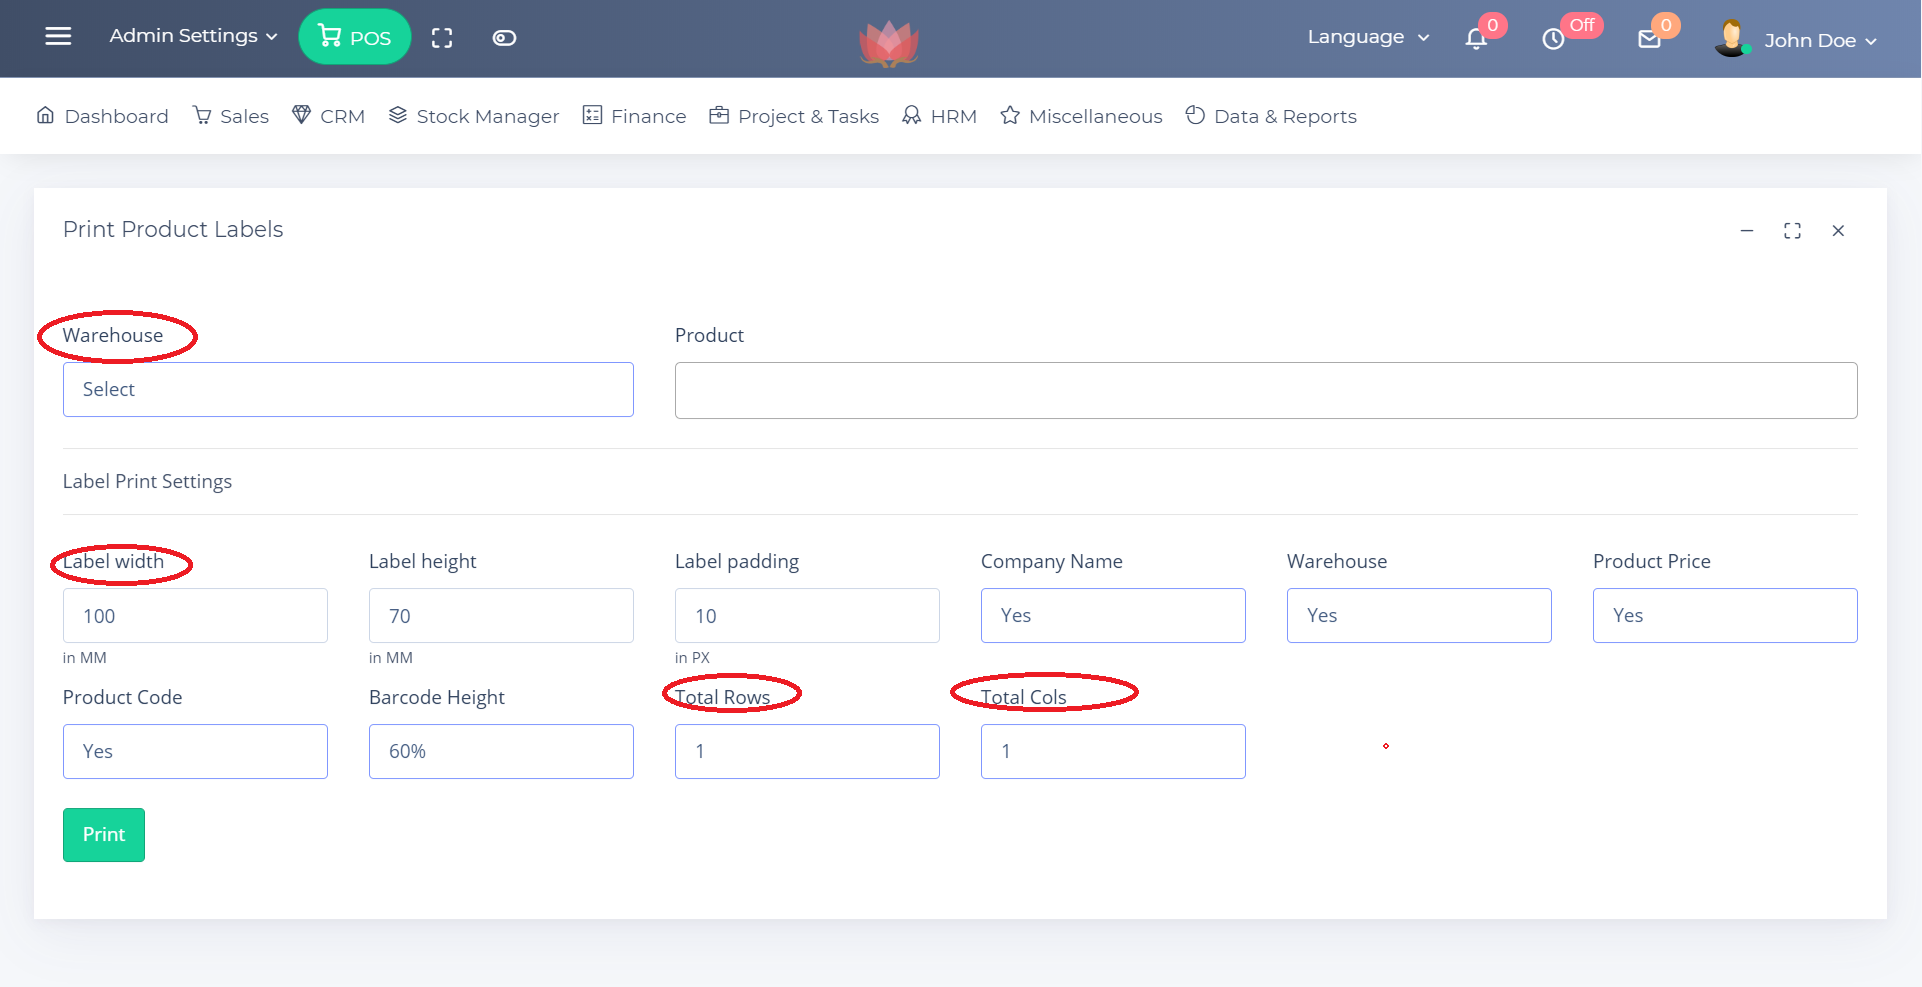 Admin Settings POS Language 0 Off 0 John Doe
Dashboard Sales CRM Stock Manager Finance Project & Tasks HRM Miscellaneous Data & Reports
Print Product Labels
Warehouse Product
Select
Label Print Settings
Label width Label height Label padding Company Name Warehouse Product Price
100 70 10 Yes Yes Yes
in MM in MM in PX
Product Code Barcode Height Total Rows Total Cols
Yes 60% 1 1
Print